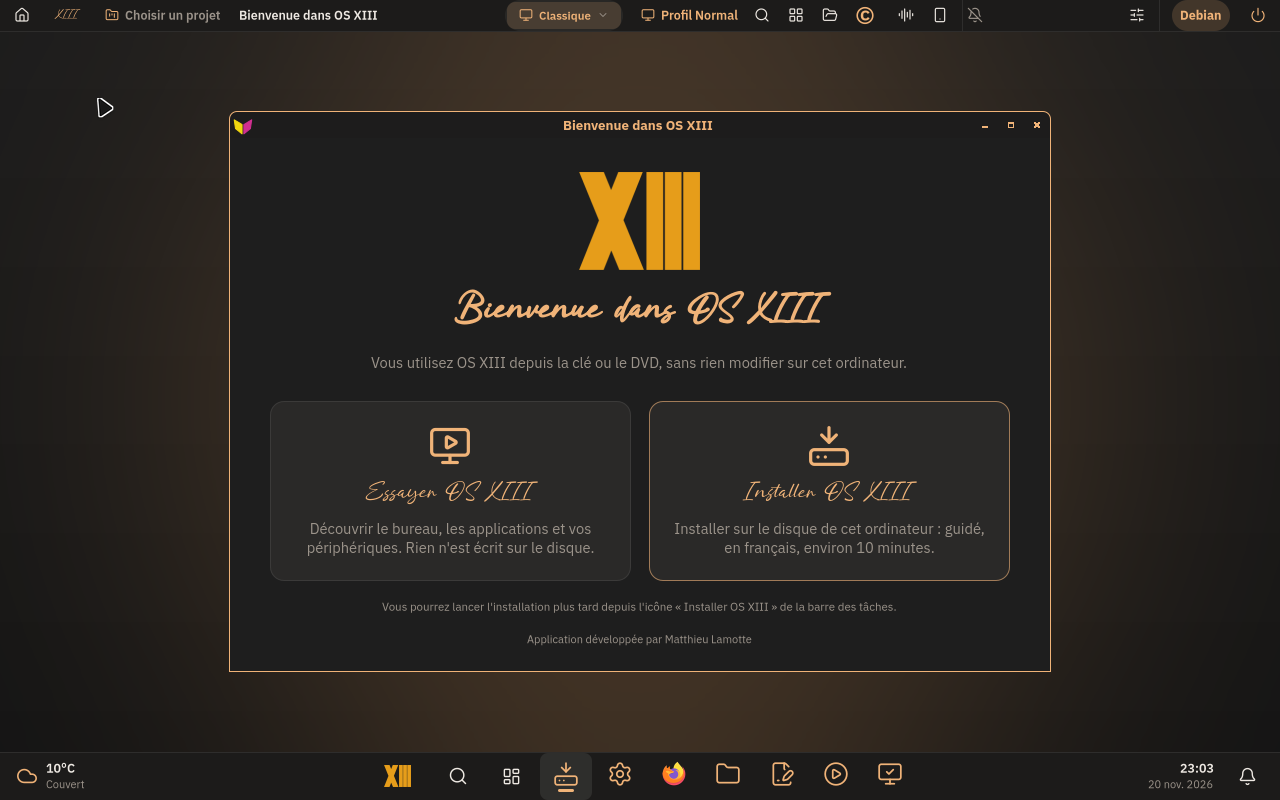 XIII
Choisir un projet
Bienvenue dans OS XIII
Classique
Profil Normal
Debian
Bienvenue dans OS XIII
XIII
Bienvenue dans OS XIII
Vous utilisez OS XIII depuis la clé ou le DVD, sans rien modifier sur cet ordinateur.
Essayer OS XIII
Découvrir le bureau, les applications et vos
périphériques. Rien n'est écrit sur le disque.
Installer OS XIII
Installer sur le disque de cet ordinateur : guidé,
en français, environ 10 minutes.
Vous pourrez lancer l'installation plus tard depuis l'icône « Installer OS XIII » de la barre des tâches.
Application développée par Matthieu Lamotte
10°C
Couvert
XIII
23:03
20 nov. 2026